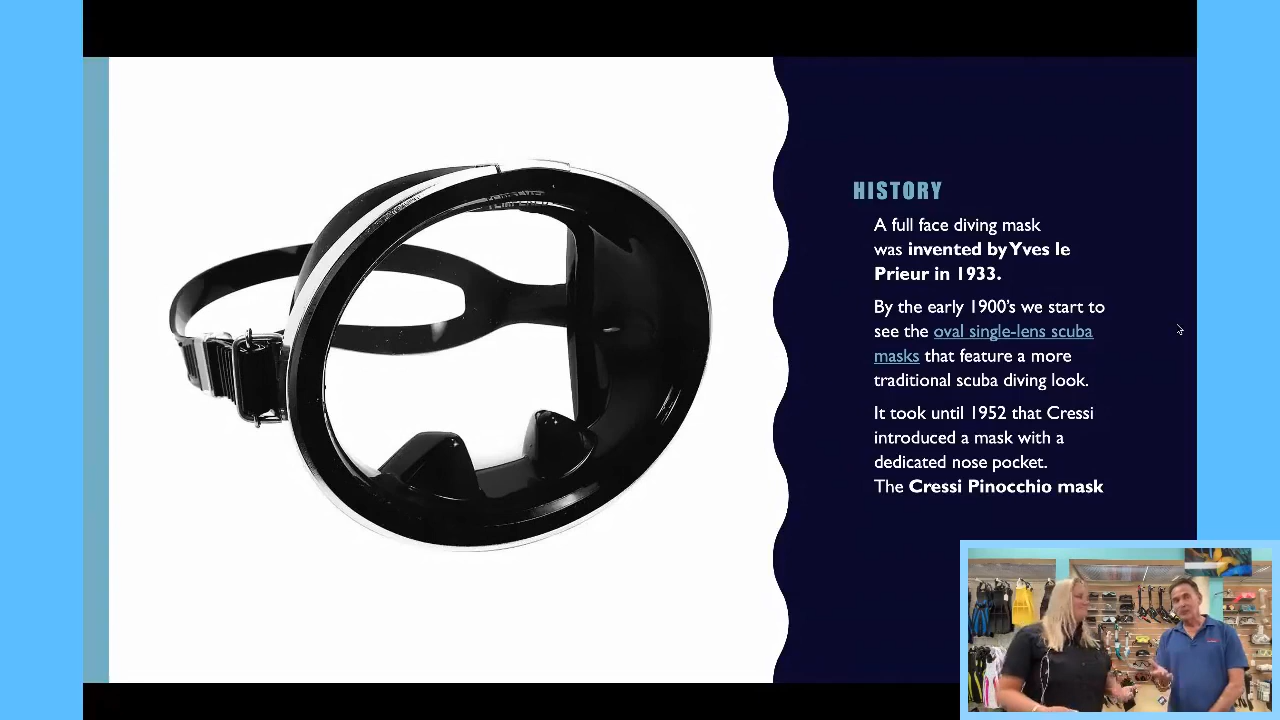 HISTORY
A full face diving mask
was invented by Yves le
Prieur in 1933.
By the early 1900's we start to
see the oval single-lens scuba
masks that feature a more
traditional scuba diving look.
It took until 1952 that Cressi
introduced a mask with a
dedicated nose pocket.
The Cressi Pinocchio mask